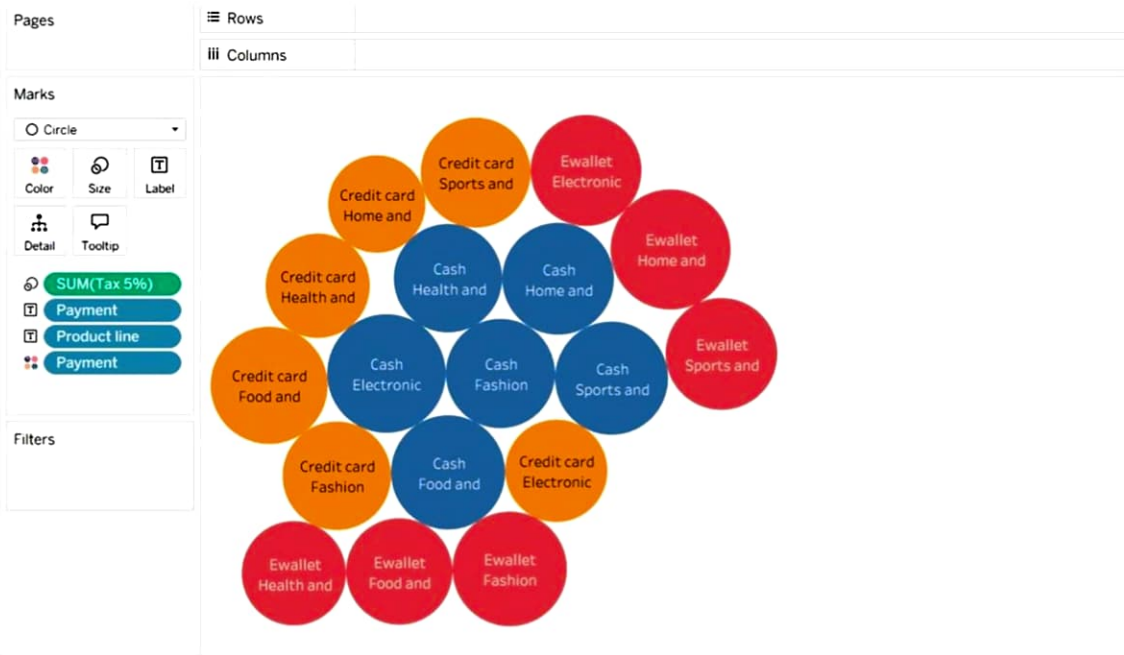 Pages
Rows
Columns
Marks
Circle
Color
Size
Label
Detail
Tooltip
SUM(Tax 5%)
Payment
Product line
Payment
Filters
Credit card
Sports and
Ewallet
Electronic
Credit card
Home and
Ewallet
Home and
Cash
Health and
Cash
Home and
Credit card
Health and
Ewallet
Sports and
Cash
Electronic
Cash
Fashion
Cash
Sports and
Credit card
Food and
Credit card
Fashion
Cash
Food and
Credit card
Electronic
Ewallet
Health and
Ewallet
Food and
Ewallet
Fashion